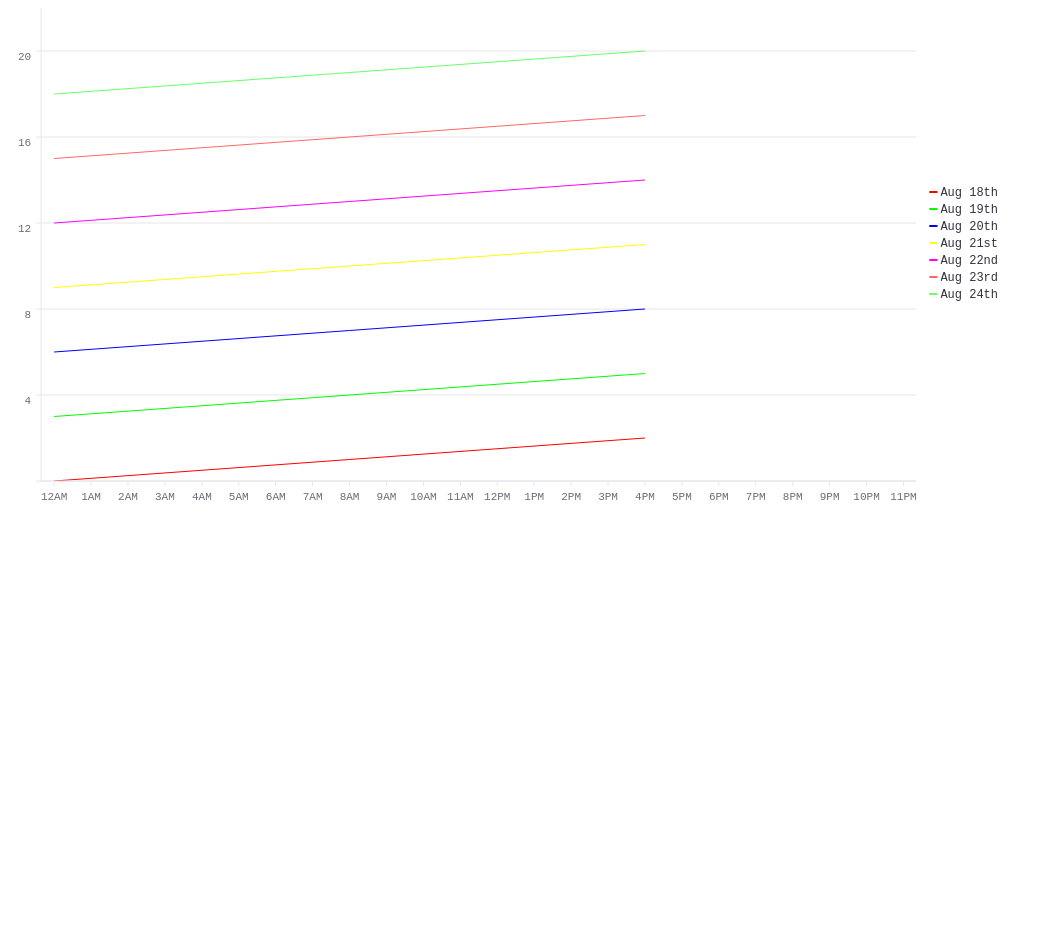 20
16
12
8
4
12AM 1AM 2AM 3AM 4AM 5AM 6AM 7AM 8AM 9AM 10AM 11AM 12PM 1PM 2PM 3PM 4PM 5PM 6PM 7PM 8PM 9PM 10PM 11PM
Aug 18th
Aug 19th
Aug 20th
Aug 21st
Aug 22nd
Aug 23rd
Aug 24th